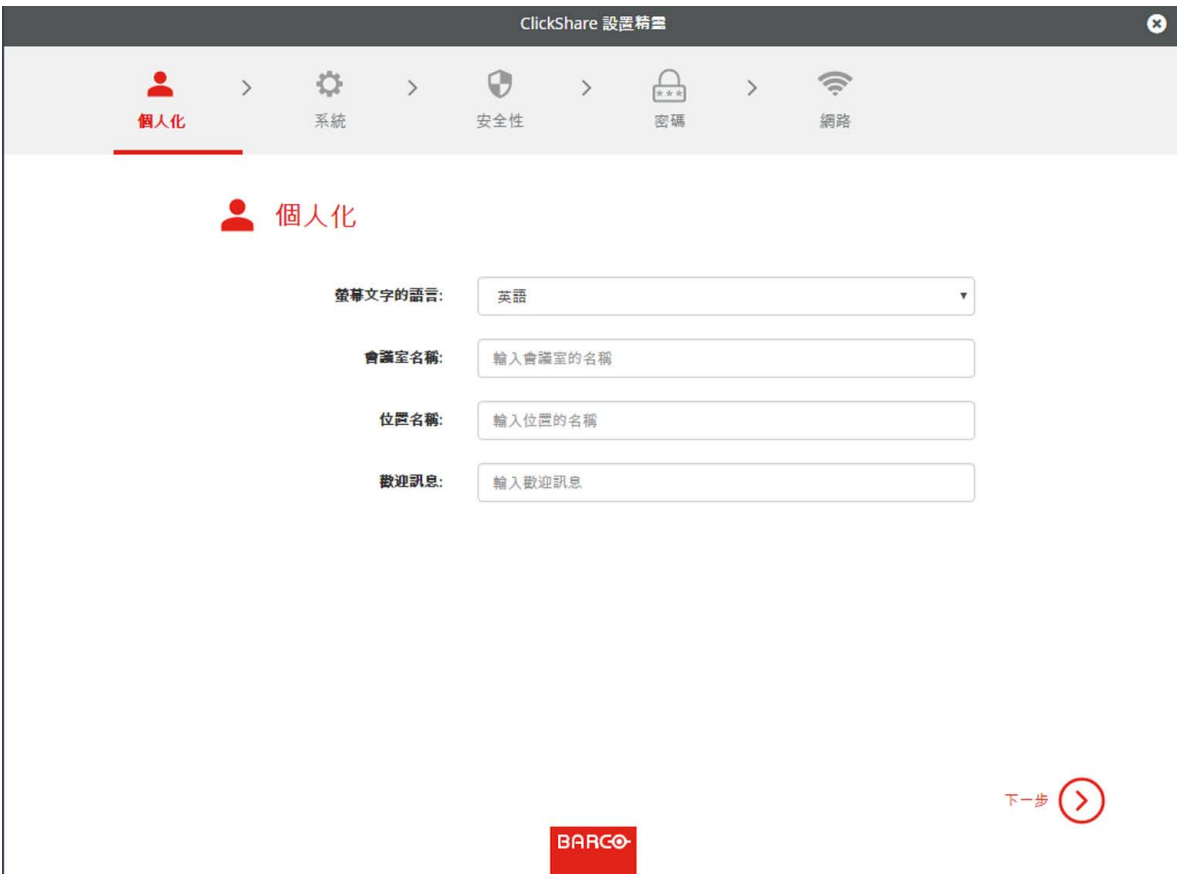 ClickShare 設置精靈
個人化
系統
安全性
密碼
網路
個人化
螢幕文字的語言: 英語
會議室名稱: 輸入會議室的名稱
位置名稱: 輸入位置的名稱
歡迎訊息: 輸入歡迎訊息
下一步
BARCO